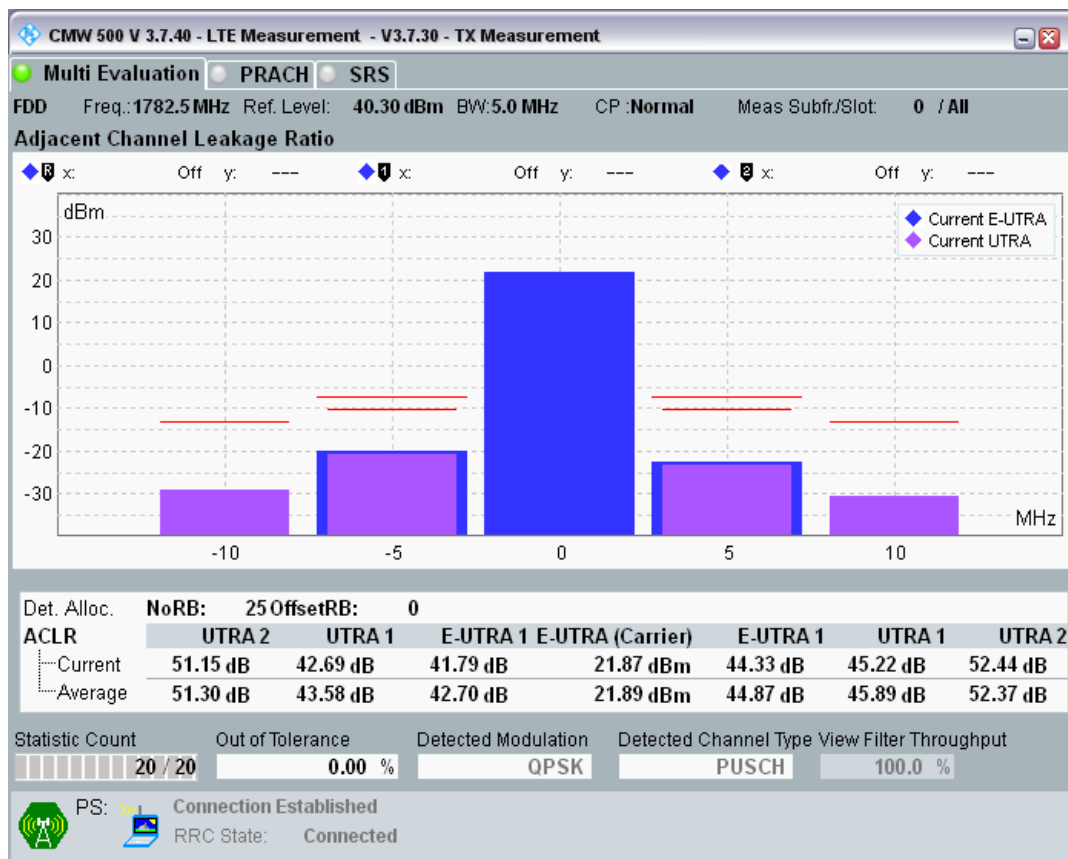 CMW 500 V 3.7.40 - LTE Measurement - V3.7.30 - TX Measurement
Multi Evaluation PRACH SRS
FDD Freq.:1782.5 MHz Ref. Level: 40.30 dBm BW:5.0 MHz CP :Normal Meas Subfr./Slot: 0 / All
Adjacent Channel Leakage Ratio
R x: Off y: --- 1 x: Off y: --- 2 x: Off y: ---
dBm
Current E-UTRA
Current UTRA
30
20
10
0
-10
-20
-30
MHz
-10 -5 0 5 10
Det. Alloc. NoRB: 25 OffsetRB: 0
ACLR UTRA 2 UTRA 1 E-UTRA 1 E-UTRA (Carrier) E-UTRA 1 UTRA 1 UTRA 2
Current 51.15 dB 42.69 dB 41.79 dB 21.87 dBm 44.33 dB 45.22 dB 52.44 dB
Average 51.30 dB 43.58 dB 42.70 dB 21.89 dBm 44.87 dB 45.89 dB 52.37 dB
Statistic Count Out of Tolerance Detected Modulation Detected Channel Type View Filter Throughput
20 / 20 0.00 % QPSK PUSCH 100.0 %
PS: Connection Established
RRC State: Connected